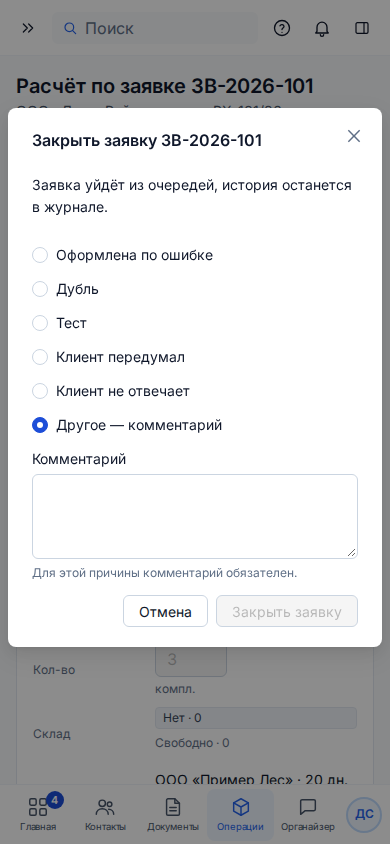 Поиск
Расчёт по заявке ЗВ-2026-101
Закрыть заявку ЗВ-2026-101
Заявка уйдёт из очередей, история останется
в журнале.
Оформлена по ошибке
Дубль
Тест
Клиент передумал
Клиент не отвечает
Другое — комментарий
Комментарий
Для этой причины комментарий обязателен.
Отмена
Закрыть заявку
Кол-во
3
компл.
Склад
Нет · 0
Свободно · 0
ООО «Пример Лес» · 20 дн.
4
Главная
Контакты
Документы
Операции
Органайзер
ДС